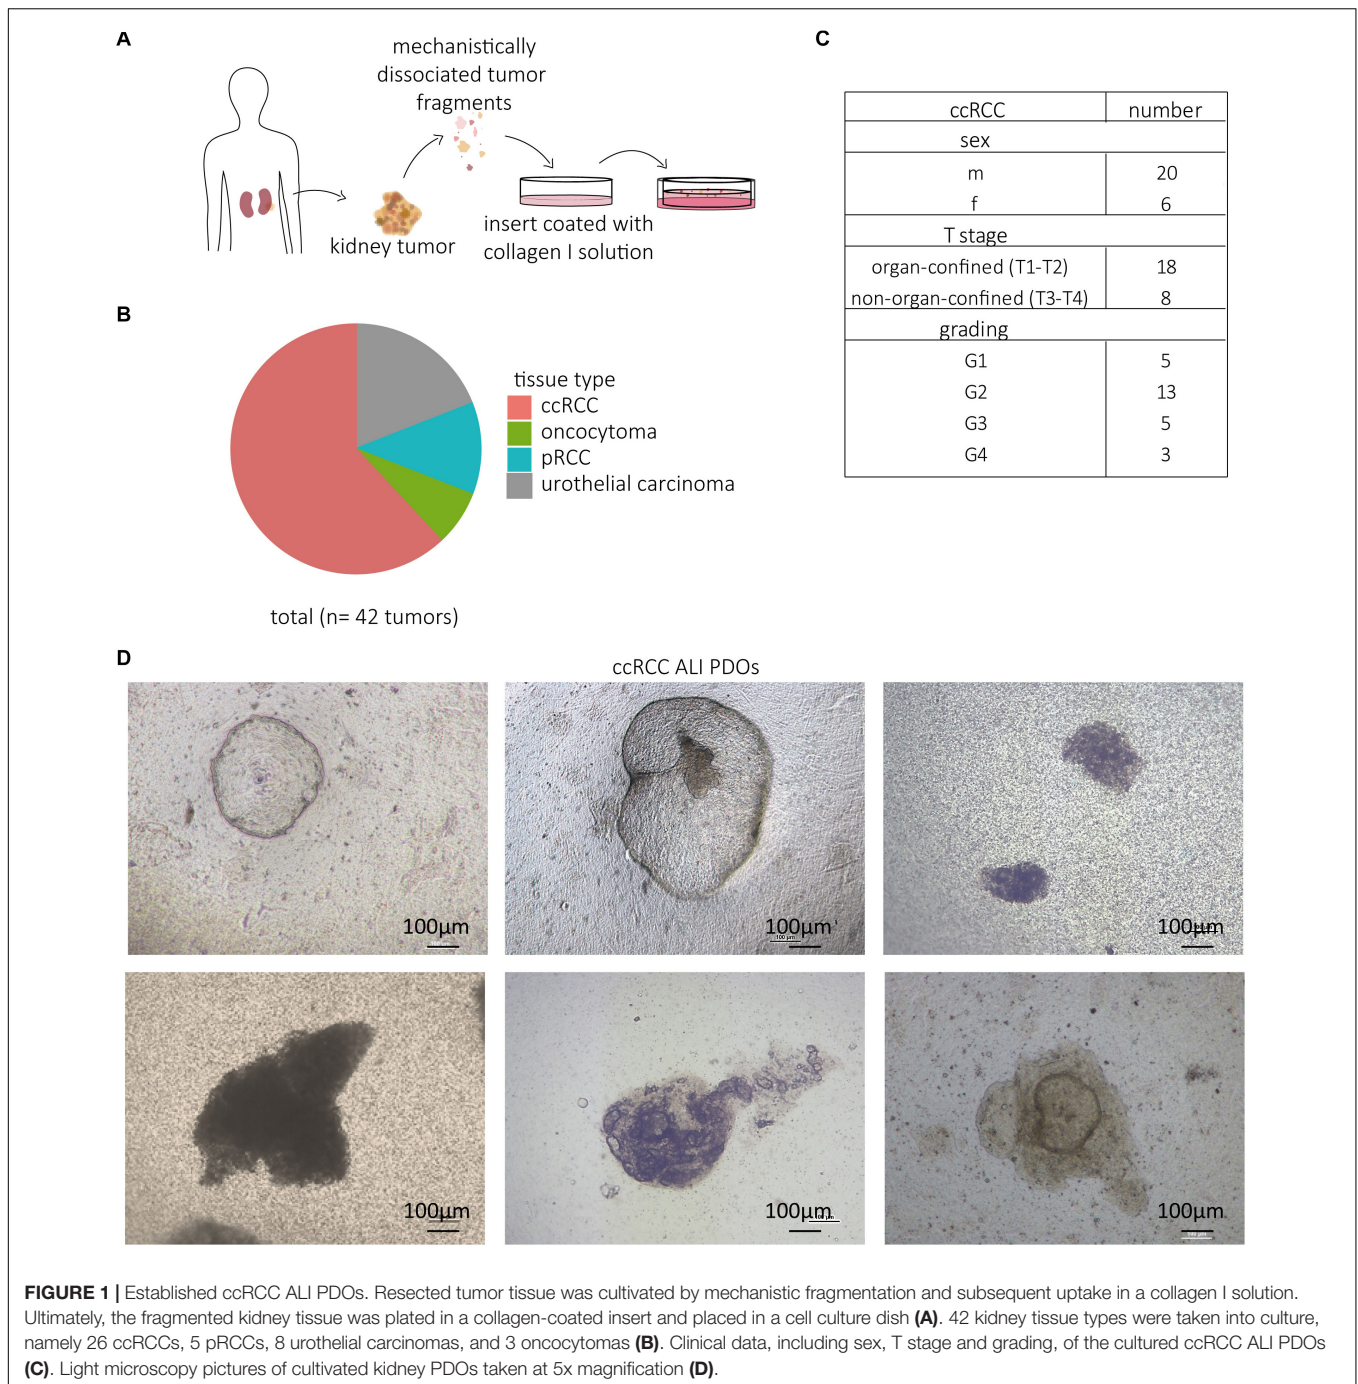 A
mechanistically
dissociated tumor
fragments
kidney tumor
insert coated with
collagen I solution
B
tissue type
ccRCC
oncocytoma
pRCC
urothelial carcinoma
total (n= 42 tumors)
C
ccRCC number
sex
m 20
f 6
T stage
organ-confined (T1-T2) 18
non-organ-confined (T3-T4) 8
grading
G1 5
G2 13
G3 5
G4 3
D
ccRCC ALI PDOs
100µm
100µm
100 µm
100µm
100µm
100µm
100µm
100 µm
FIGURE 1 | Established ccRCC ALI PDOs. Resected tumor tissue was cultivated by mechanistic fragmentation and subsequent uptake in a collagen I solution.
Ultimately, the fragmented kidney tissue was plated in a collagen-coated insert and placed in a cell culture dish (A). 42 kidney tissue types were taken into culture,
namely 26 ccRCCs, 5 pRCCs, 8 urothelial carcinomas, and 3 oncocytomas (B). Clinical data, including sex, T stage and grading, of the cultured ccRCC ALI PDOs
(C). Light microscopy pictures of cultivated kidney PDOs taken at 5x magnification (D).